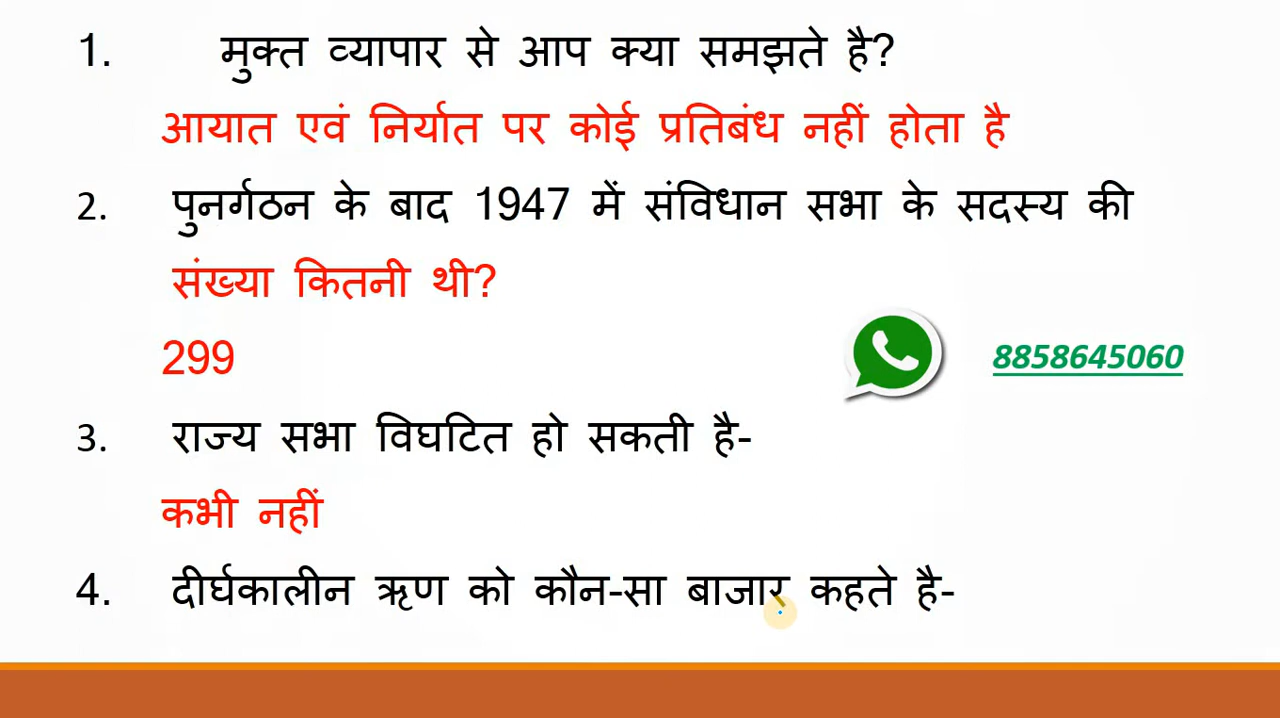 1. मुक्त व्यापार से आप क्या समझते है?
आयात एवं निर्यात पर कोई प्रतिबंध नहीं होता है
2. पुनर्गठन के बाद 1947 में संविधान सभा के सदस्य की
संख्या कितनी थी?
299
8858645060
3. राज्य सभा विघटित हो सकती है-
कभी नहीं
4. दीर्घकालीन ऋण को कौन-सा बाजार कहते है-